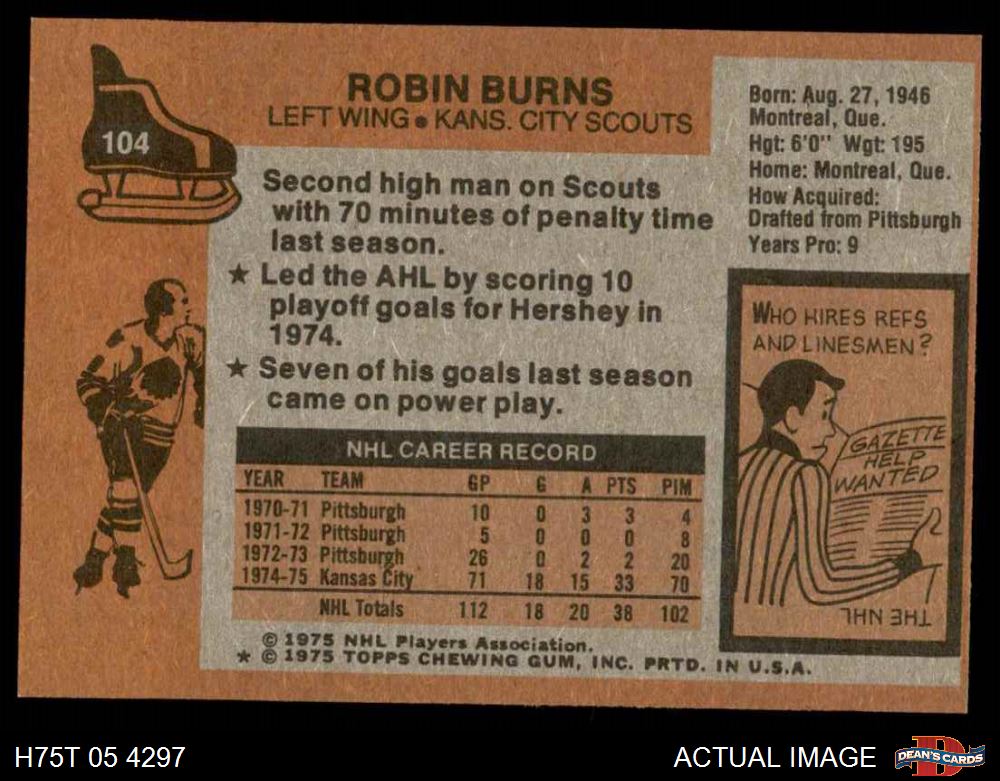 104
ROBIN BURNS
LEFT WING • KANS. CITY SCOUTS
Born: Aug. 27, 1946
Montreal, Que.
Hgt: 6'0" Wgt: 195
Home: Montreal, Que.
How Acquired:
Drafted from Pittsburgh
Years Pro: 9
Second high man on Scouts
with 70 minutes of penalty time
last season.
★ Led the AHL by scoring 10
playoff goals for Hershey in
1974.
★ Seven of his goals last season
came on power play.
NHL CAREER RECORD
YEAR TEAM GP G A PTS PIM
1970-71 Pittsburgh 10 0 3 3 4
1971-72 Pittsburgh 5 0 0 0 8
1972-73 Pittsburgh 26 0 2 2 20
1974-75 Kansas City 71 18 15 33 70
NHL Totals 112 18 20 38 102
© 1975 NHL Players Association.
★ © 1975 TOPPS CHEWING GUM, INC. PRTD. IN U.S.A.
WHO HIRES REFS
AND LINESMEN?
GAZETTE
HELP
WANTED
THE NHL
H75T 05 4297
ACTUAL IMAGE
D
DEAN'S CARDS